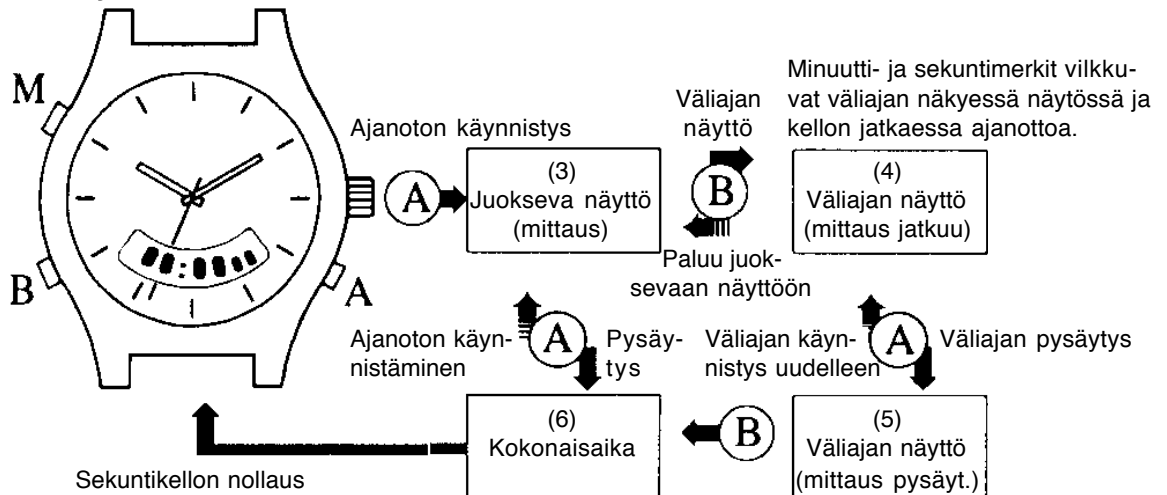 Minuutti- ja sekuntimerkit vilkku-
vat väliajan näkyessä näytössä ja
kellon jatkaessa ajanottoa.
M
Ajanoton käynnistys
Väliajan
näyttö
A
(3)
Juokseva näyttö
(mittaus)
B
(4)
Väliajan näyttö
(mittaus jatkuu)
Paluu juok-
sevaan näyttöön
B
A
Ajanoton käyn-
nistäminen
A
Pysäy-
tys
Väliajan käyn-
nistys uudelleen
A
Väliajan pysäytys
(6)
Kokonaisaika
B
(5)
Väliajan näyttö
(mittaus pysäyt.)
Sekuntikellon nollaus